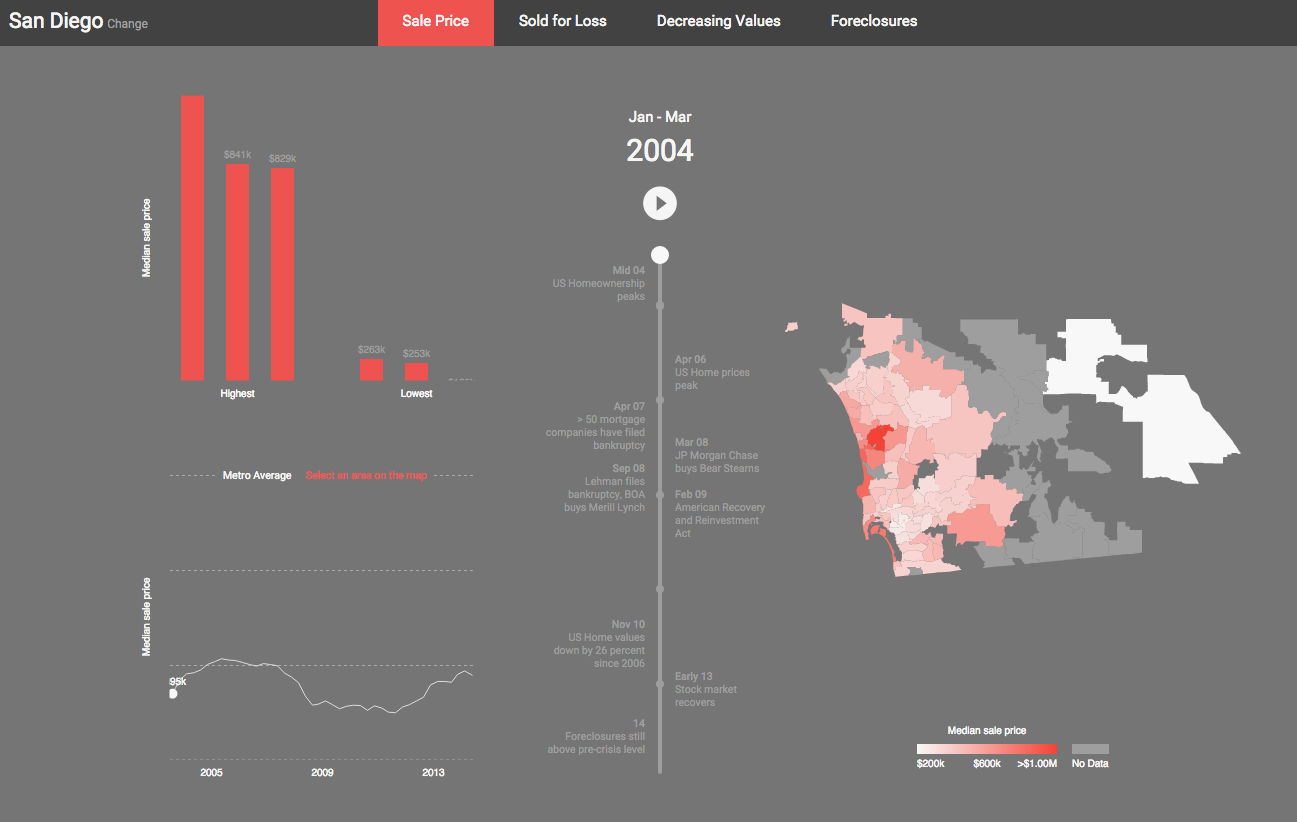 San Diego Change
Sale Price
Sold for Loss
Decreasing Values
Foreclosures
$841k
$829k
$263k
$253k
Median sale price
Highest
Lowest
Metro Average
Select an area on the map
Median sale price
95k
2005
2009
2013
Jan - Mar
2004
Mid 04
US Homeownership
peaks
Apr 06
US Home prices
peak
Apr 07
> 50 mortgage
companies have filed
bankruptcy
Mar 08
JP Morgan Chase
buys Bear Stearns
Sep 08
Lehman files
bankruptcy, BOA
buys Merill Lynch
Feb 09
American Recovery
and Reinvestment
Act
Nov 10
US Home values
down by 26 percent
since 2006
Early 13
Stock market
recovers
14
Foreclosures still
above pre-crisis level
Median sale price
$200k
$600k
>$1.00M
No Data